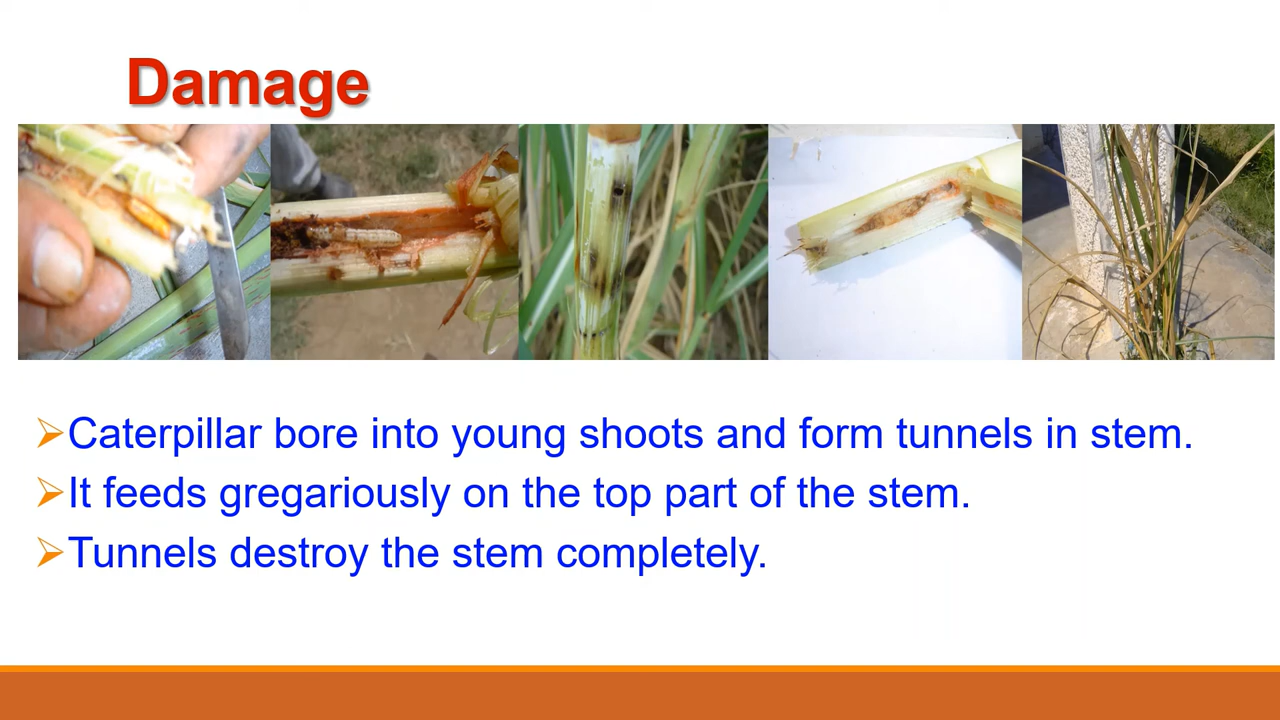 Damage
➢Caterpillar bore into young shoots and form tunnels in stem.
➢It feeds gregariously on the top part of the stem.
➢Tunnels destroy the stem completely.